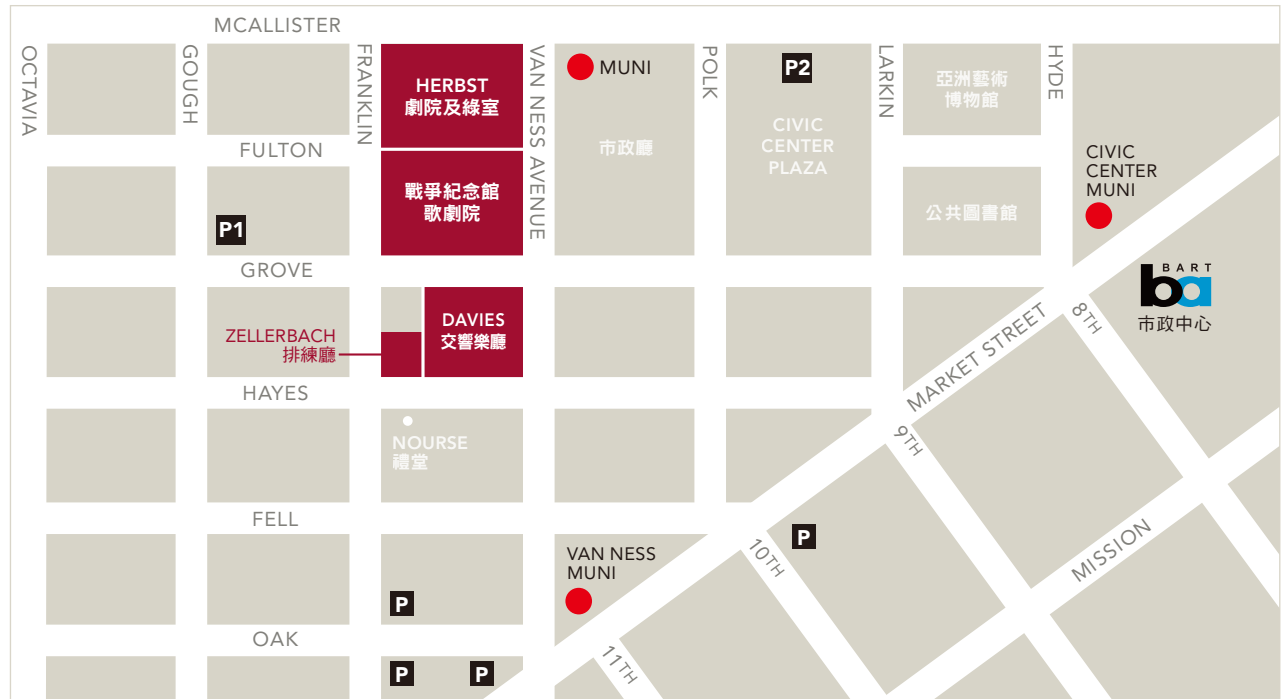 MCALLISTER
OCTAVIA
GOUGH
FRANKLIN
HERBST
劇院及綠室
VAN NESS AVENUE
MUNI
市政廳
POLK
P2
CIVIC
CENTER
PLAZA
LARKIN
亞洲藝術
博物館
HYDE
FULTON
戰爭紀念館
歌劇院
P1
公共圖書館
CIVIC
CENTER
MUNI
GROVE
BART
ba
市政中心
ZELLERBACH
排練廳
DAVIES
交響樂廳
MARKET STREET
8TH
HAYES
NOURSE
禮堂
9TH
FELL
VAN NESS
MUNI
10TH
P
MISSION
P
OAK
P
P
11TH